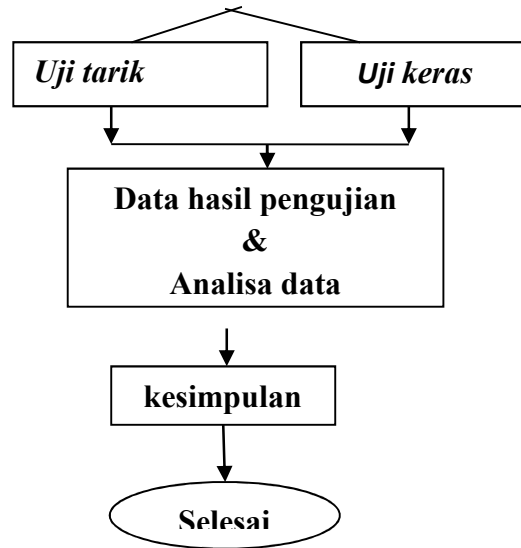 Uji tarik
Uji keras
Data hasil pengujian
&
Analisa data
kesimpulan
Selesai